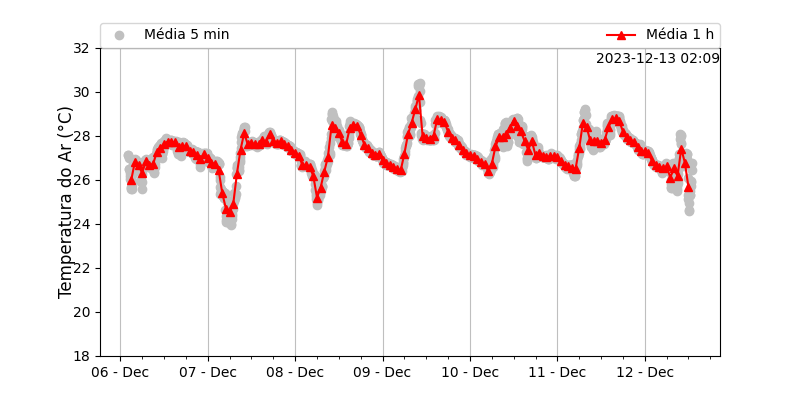 Média 5 min
Média 1 h
2023-12-13 02:09
Temperatura do Ar (°C)
32
30
28
26
24
22
20
18
06 - Dec
07 - Dec
08 - Dec
09 - Dec
10 - Dec
11 - Dec
12 - Dec